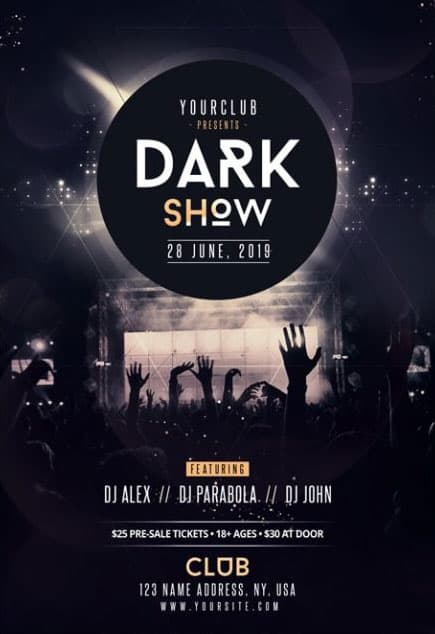 YOURCLUB
- PRESENTS -
DARK
SHOW
28 JUNE, 2019
FEATURING
DJ ALEX // DJ PARABOLA // DJ JOHN
$25 PRE-SALE TICKETS • 18+ AGES • $30 AT DOOR
CLUB
123 NAME ADDRESS, NY, USA
WWW.YOURSITE.COM